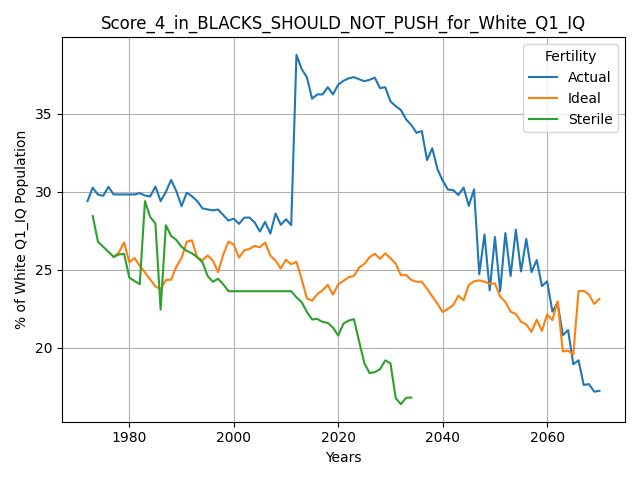 Score_4_in_BLACKS_SHOULD_NOT_PUSH_for_White_Q1_IQ
Fertility
Actual
Ideal
Sterile
% of White Q1_IQ Population
35
30
25
20
1980
2000
2020
2040
2060
Years